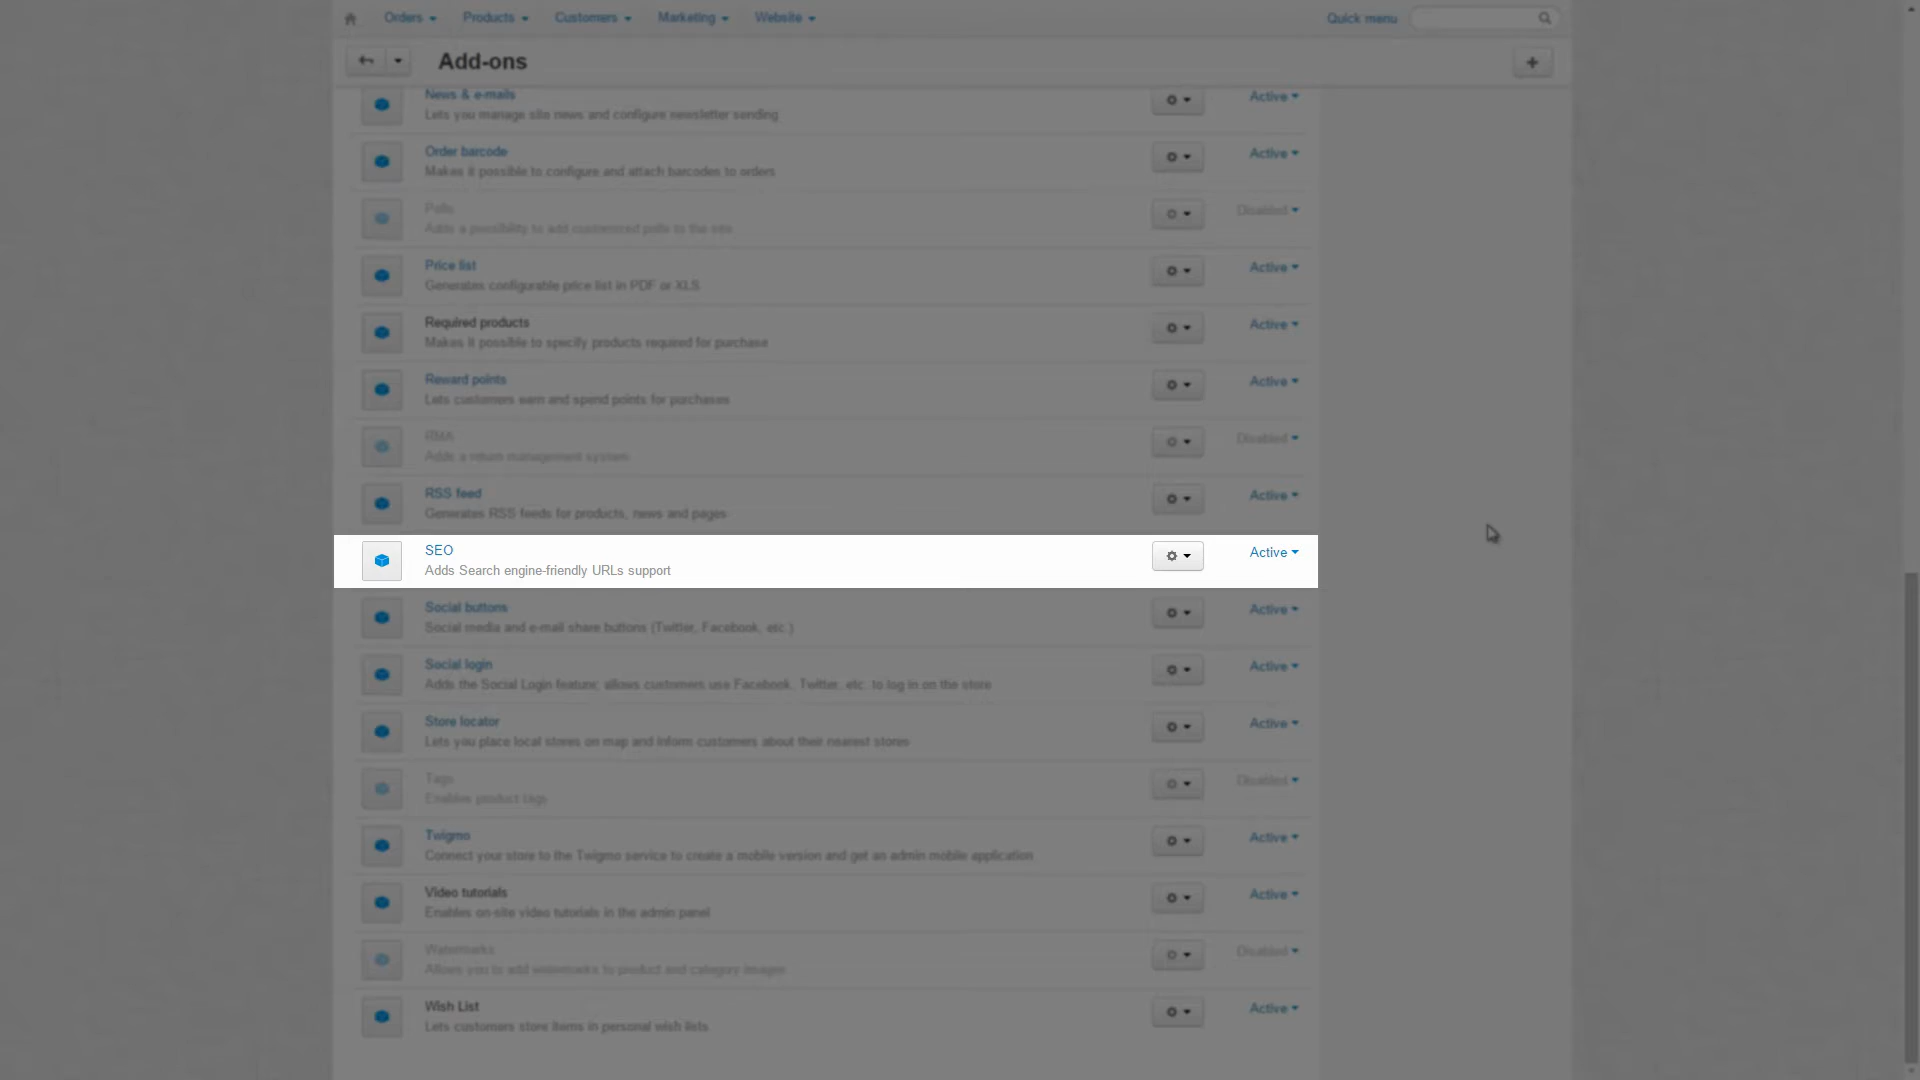 Orders Products Customers Marketing Website Quick menu
Add-ons
News & e-mails Active
Lets you manage site news and configure newsletter sending
Order barcode Active
Makes it possible to configure and attach barcodes to orders
Polls Disabled
Adds a possibility to add customized polls to the site
Price list Active
Generates configurable price list in PDF or XLS
Required products Active
Makes it possible to specify products required for purchase
Reward points Active
Lets customers earn and spend points for purchases
RMA Disabled
Adds a return management system
RSS feed Active
Generates RSS feeds for products, news and pages
SEO Active
Adds Search engine-friendly URLs support
Social buttons Active
Social media and e-mail share buttons (Twitter, Facebook, etc.)
Social login Active
Adds the Social Login feature; allows customers use Facebook, Twitter, etc. to log in on the store
Store locator Active
Lets you place local stores on map and inform customers about their nearest stores
Tags Disabled
Enables product tags
Twigmo Active
Connect your store to the Twigmo service to create a mobile version and get an admin mobile application
Video tutorials Active
Enables on-site video tutorials in the admin panel
Watermarks Disabled
Allows you to add watermarks to product and category images
Wish List Active
Lets customers store items in personal wish lists